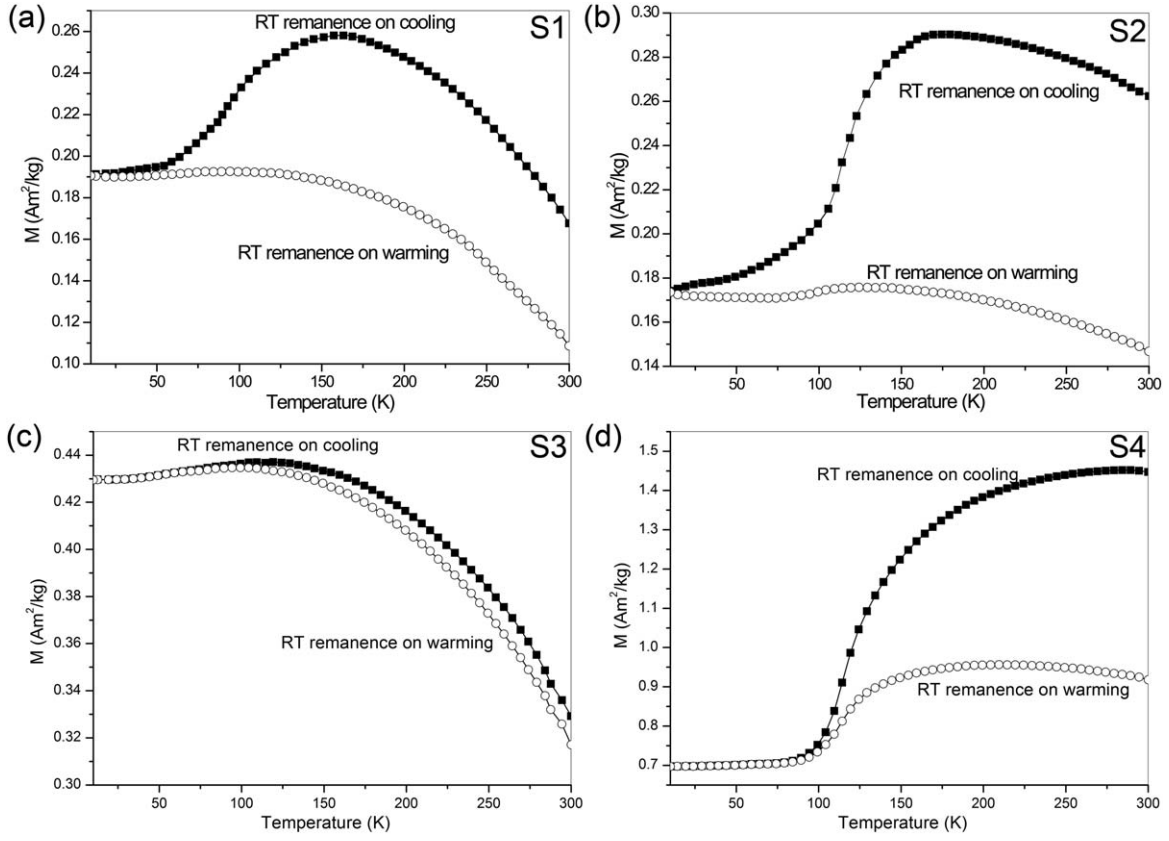 (a)
S1
RT remanence on cooling
RT remanence on warming
M (Am²/kg)
0.26
0.24
0.22
0.20
0.18
0.16
0.14
0.12
0.10
50
100
150
200
250
300
Temperature (K)
(b)
S2
RT remanence on cooling
RT remanence on warming
M (Am²/kg)
0.30
0.28
0.26
0.24
0.22
0.20
0.18
0.16
0.14
50
100
150
200
250
300
Temperature (K)
(c)
S3
RT remanence on cooling
RT remanence on warming
M (Am²/kg)
0.44
0.42
0.40
0.38
0.36
0.34
0.32
0.30
50
100
150
200
250
300
Temperature (K)
(d)
S4
RT remanence on cooling
RT remanence on warming
M (Am²/kg)
1.5
1.4
1.3
1.2
1.1
1.0
0.9
0.8
0.7
50
100
150
200
250
300
Temperature (K)